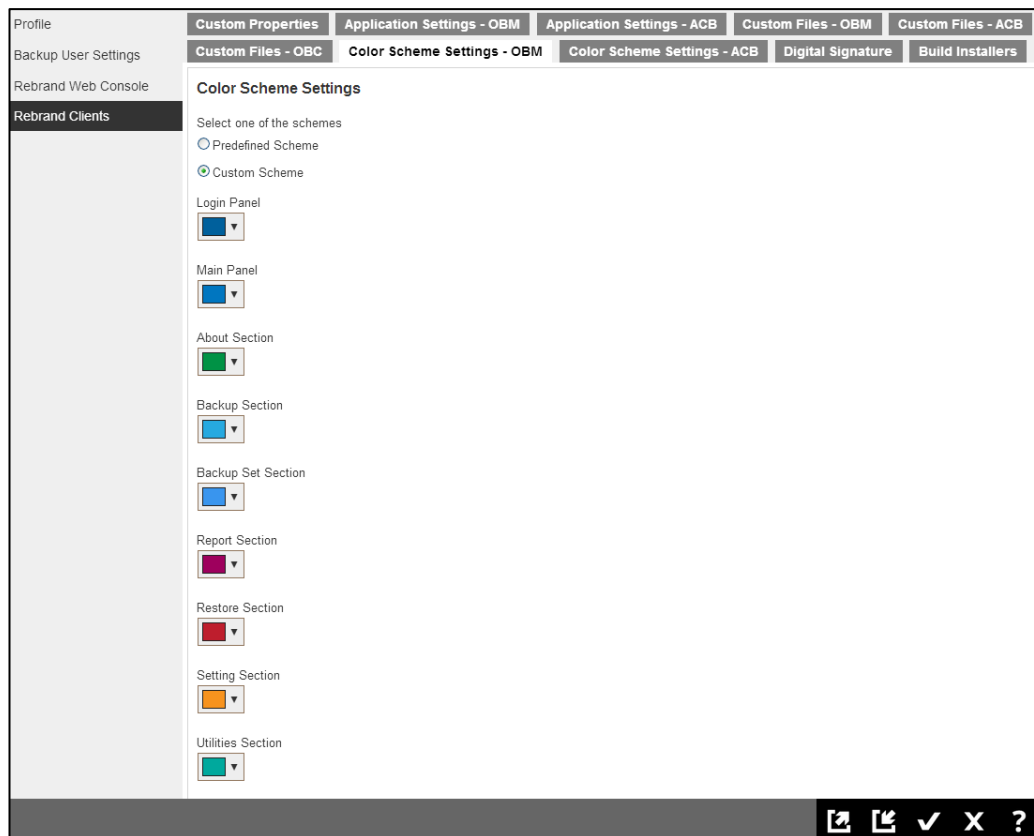 Profile
Backup User Settings
Rebrand Web Console
Rebrand Clients
Custom Properties
Application Settings - OBM
Application Settings - ACB
Custom Files - OBM
Custom Files - ACB
Custom Files - OBC
Color Scheme Settings - OBM
Color Scheme Settings - ACB
Digital Signature
Build Installers
Color Scheme Settings
Select one of the schemes
Predefined Scheme
Custom Scheme
Login Panel
Main Panel
About Section
Backup Section
Backup Set Section
Report Section
Restore Section
Setting Section
Utilities Section
X ?